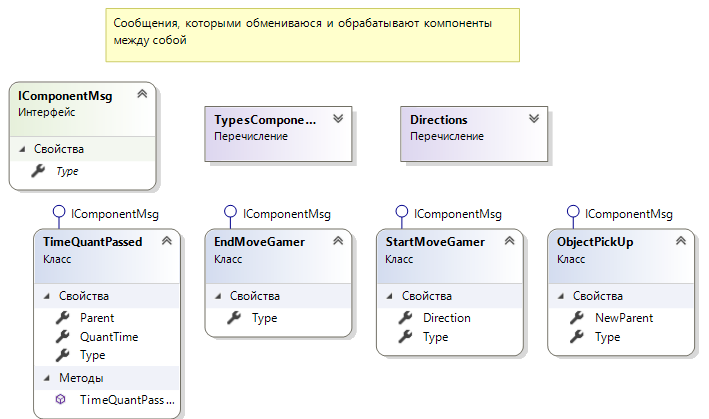 Сообщения, которыми обмениваюся и обрабатывают компоненты
между собой
IComponentMsg
Интерфейс
Свойства
Type
TypesCompone...
Перечисление
Directions
Перечисление
IComponentMsg
TimeQuantPassed
Класс
Свойства
Parent
QuantTime
Type
Методы
TimeQuantPass...
IComponentMsg
EndMoveGamer
Класс
Свойства
Type
IComponentMsg
StartMoveGamer
Класс
Свойства
Direction
Type
IComponentMsg
ObjectPickUp
Класс
Свойства
NewParent
Type